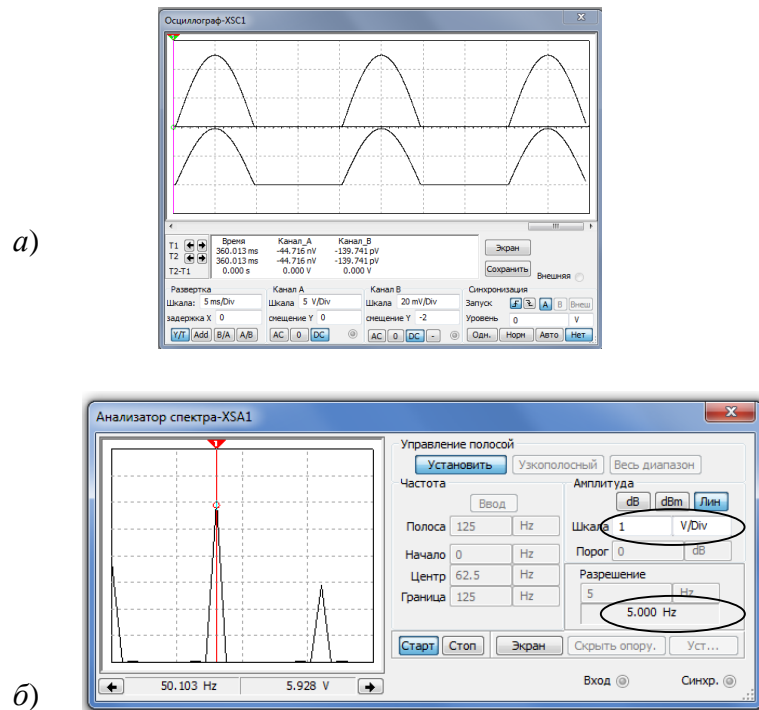 Осциллограф-XSC1
x
а)
T1
T2
T2-T1
Время Канал_A Канал_B
360.013 ms -44.716 nV -139.741 pV
360.013 ms -44.716 nV -139.741 pV
0.000 s 0.000 V 0.000 V
Экран
Сохранить
Внешняя
Развертка Канал A Канал B Синхронизация
Шкала: 5 ms/Div Шкала 5 V/Div Шкала 20 mV/Div Запуск A B Внеш
задержка X 0 смещение Y 0 смещение Y -2 Уровень 0 V
Y/T Add B/A A/B AC 0 DC AC 0 DC - Одн. Норм Авто Нет
Анализатор спектра-XSA1
x
1
Управление полосой
Установить Узкополосный Весь диапазон
Частота Амплитуда
Ввод dB dBm Лин
Полоса 125 Hz Шкала 1 V/Div
Начало 0 Hz Порог 0 dB
Центр 62.5 Hz Разрешение
Граница 125 Hz 5 Hz
5.000 Hz
Старт Стоп Экран Скрыть опору. Уст...
50.103 Hz 5.928 V Вход Синхр.
б)